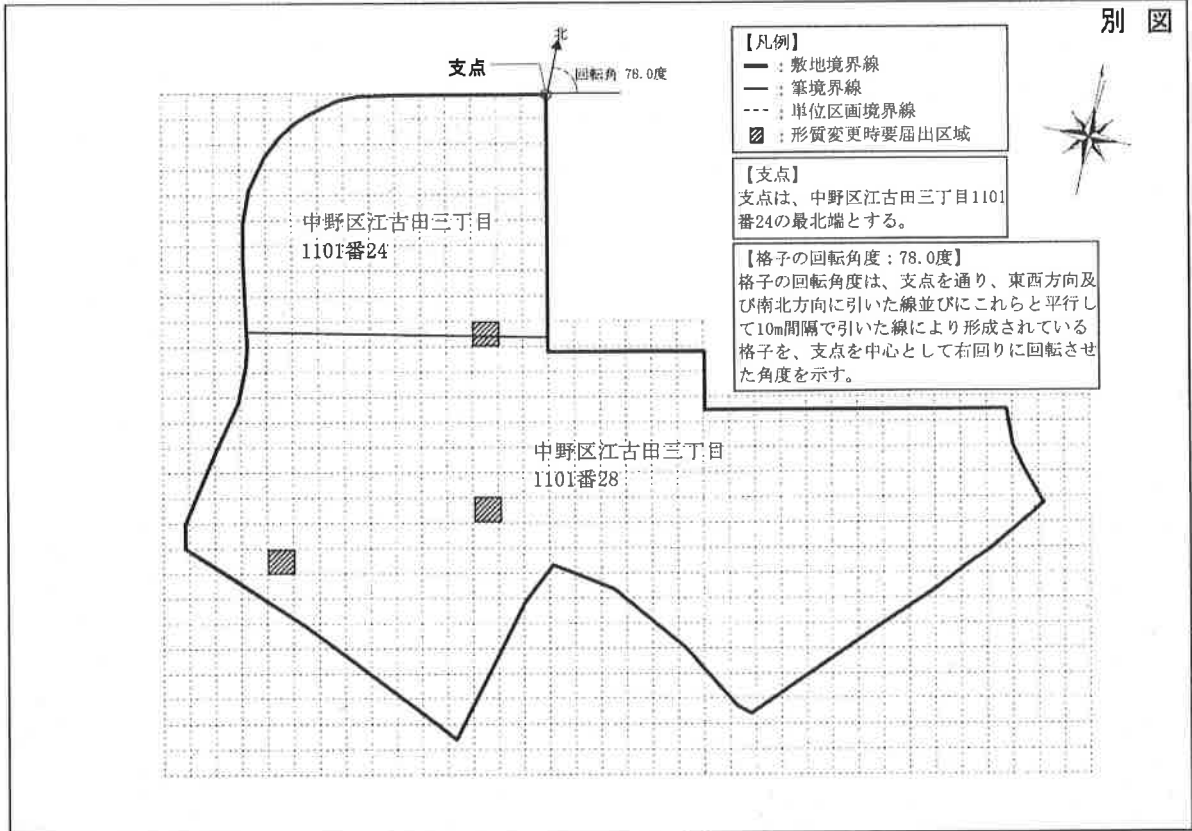 別 図
北
支点
回転角 78.0度
【凡例】
: 敷地境界線
: 筆境界線
: 単位区画境界線
: 形質変更時要届出区域
【支点】
支点は、中野区江古田三丁目1101
番24の最北端とする。
【格子の回転角度：78.0度】
格子の回転角度は、支点を通り、東西方向及
び南北方向に引いた線並びにこれらと平行し
て10m間隔で引いた線により形成されている
格子を、支点を中心として右回りに回転させ
た角度を示す。
中野区江古田三丁目
1101番24
中野区江古田三丁目
1101番28